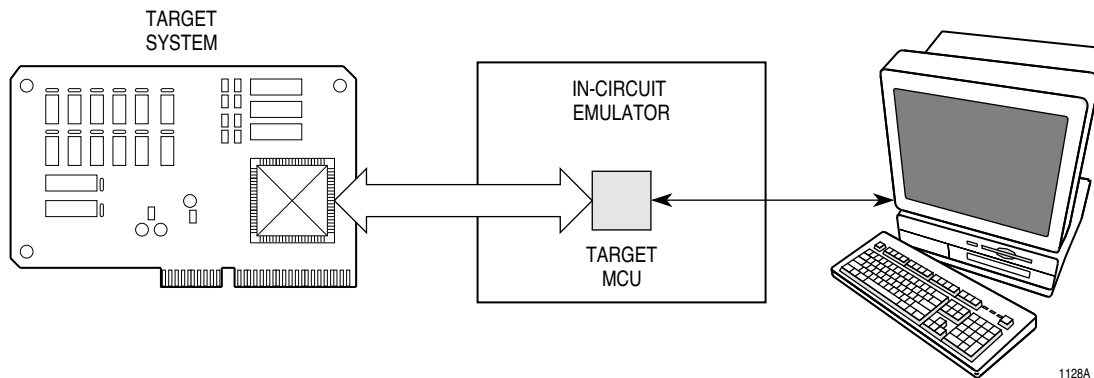 TARGET
SYSTEM
IN-CIRCUIT
EMULATOR
TARGET
MCU
1128A